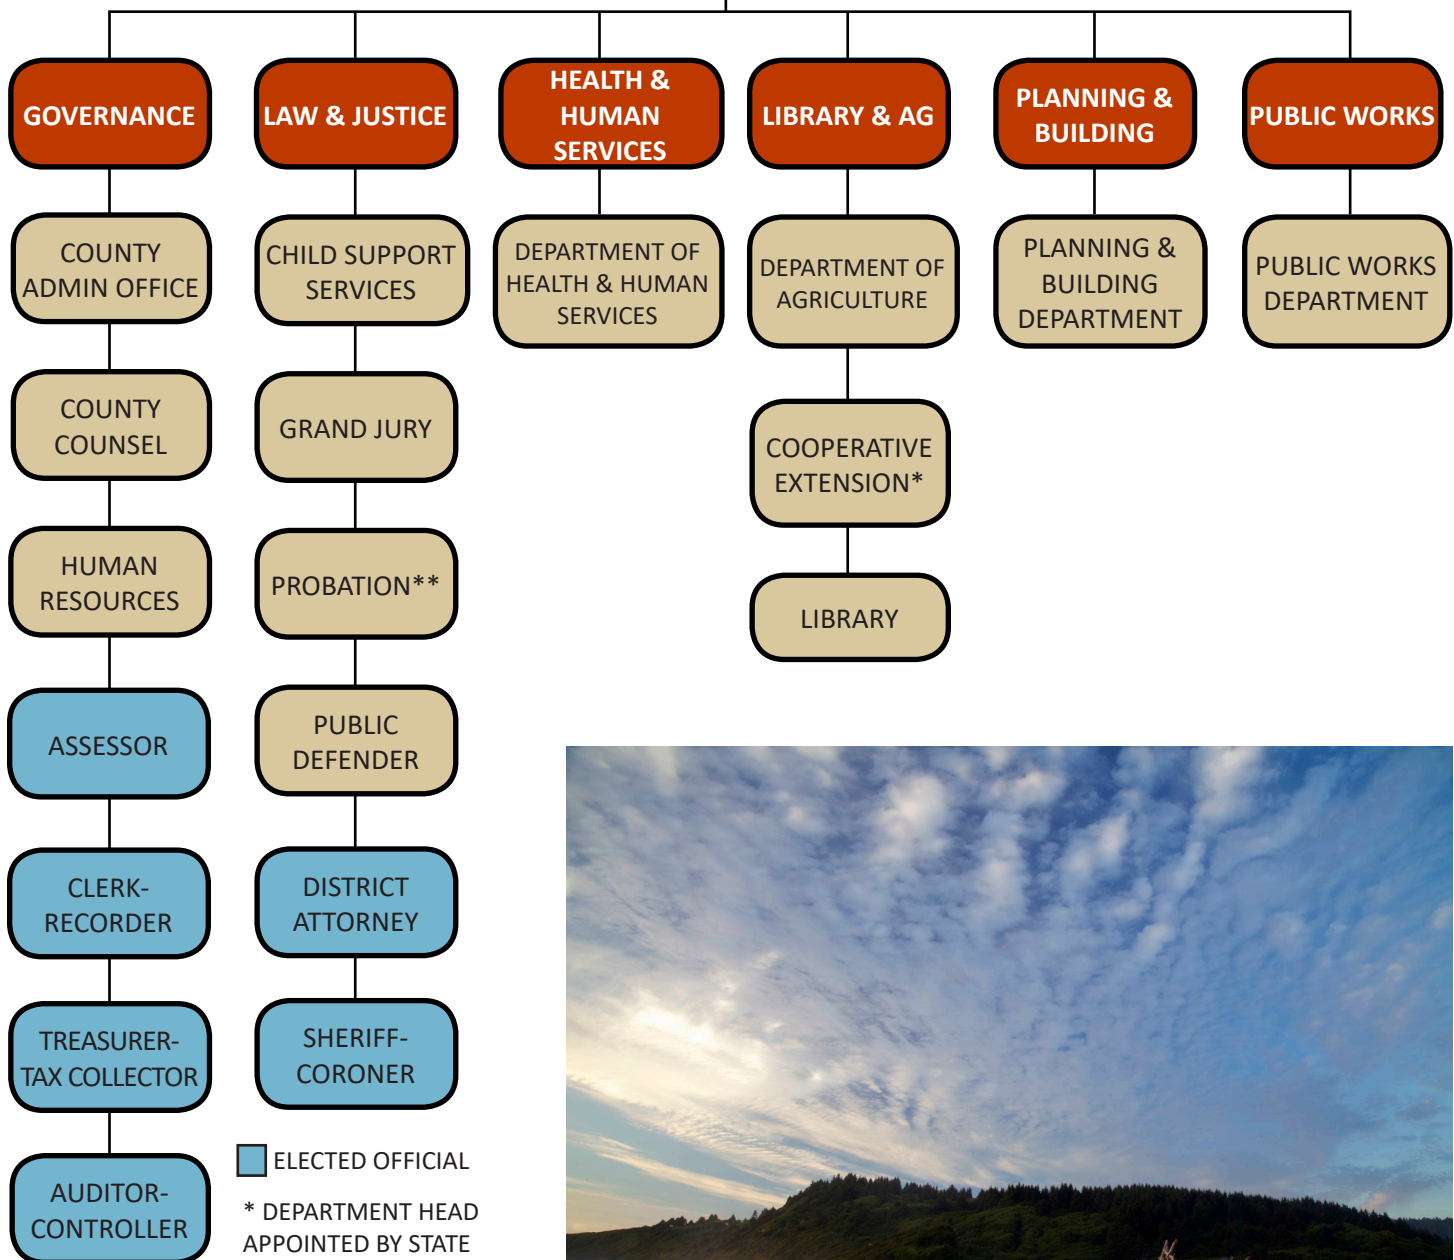 GOVERNANCE
LAW & JUSTICE
HEALTH &
HUMAN
SERVICES
LIBRARY & AG
PLANNING &
BUILDING
PUBLIC WORKS
COUNTY
ADMIN OFFICE
CHILD SUPPORT
SERVICES
DEPARTMENT OF
HEALTH & HUMAN
SERVICES
DEPARTMENT OF
AGRICULTURE
PLANNING &
BUILDING
DEPARTMENT
PUBLIC WORKS
DEPARTMENT
COUNTY
COUNSEL
GRAND JURY
COOPERATIVE
EXTENSION*
HUMAN
RESOURCES
PROBATION**
LIBRARY
ASSESSOR
PUBLIC
DEFENDER
CLERK-
RECORDER
DISTRICT
ATTORNEY
TREASURER-
TAX COLLECTOR
SHERIFF-
CORONER
AUDITOR-
CONTROLLER
ELECTED OFFICIAL
* DEPARTMENT HEAD
APPOINTED BY STATE